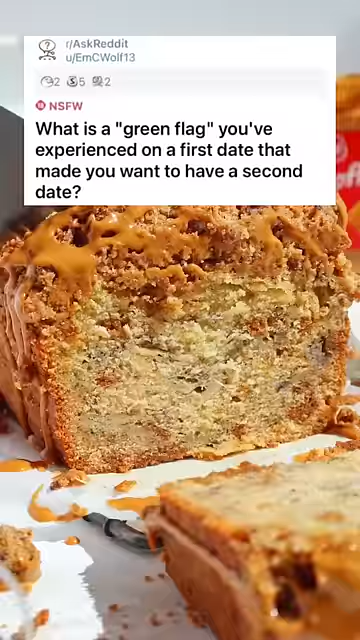 r/AskReddit
u/EmCWolf13
2 5 2
NSFW
What is a "green flag" you've
experienced on a first date that
made you want to have a second
date?